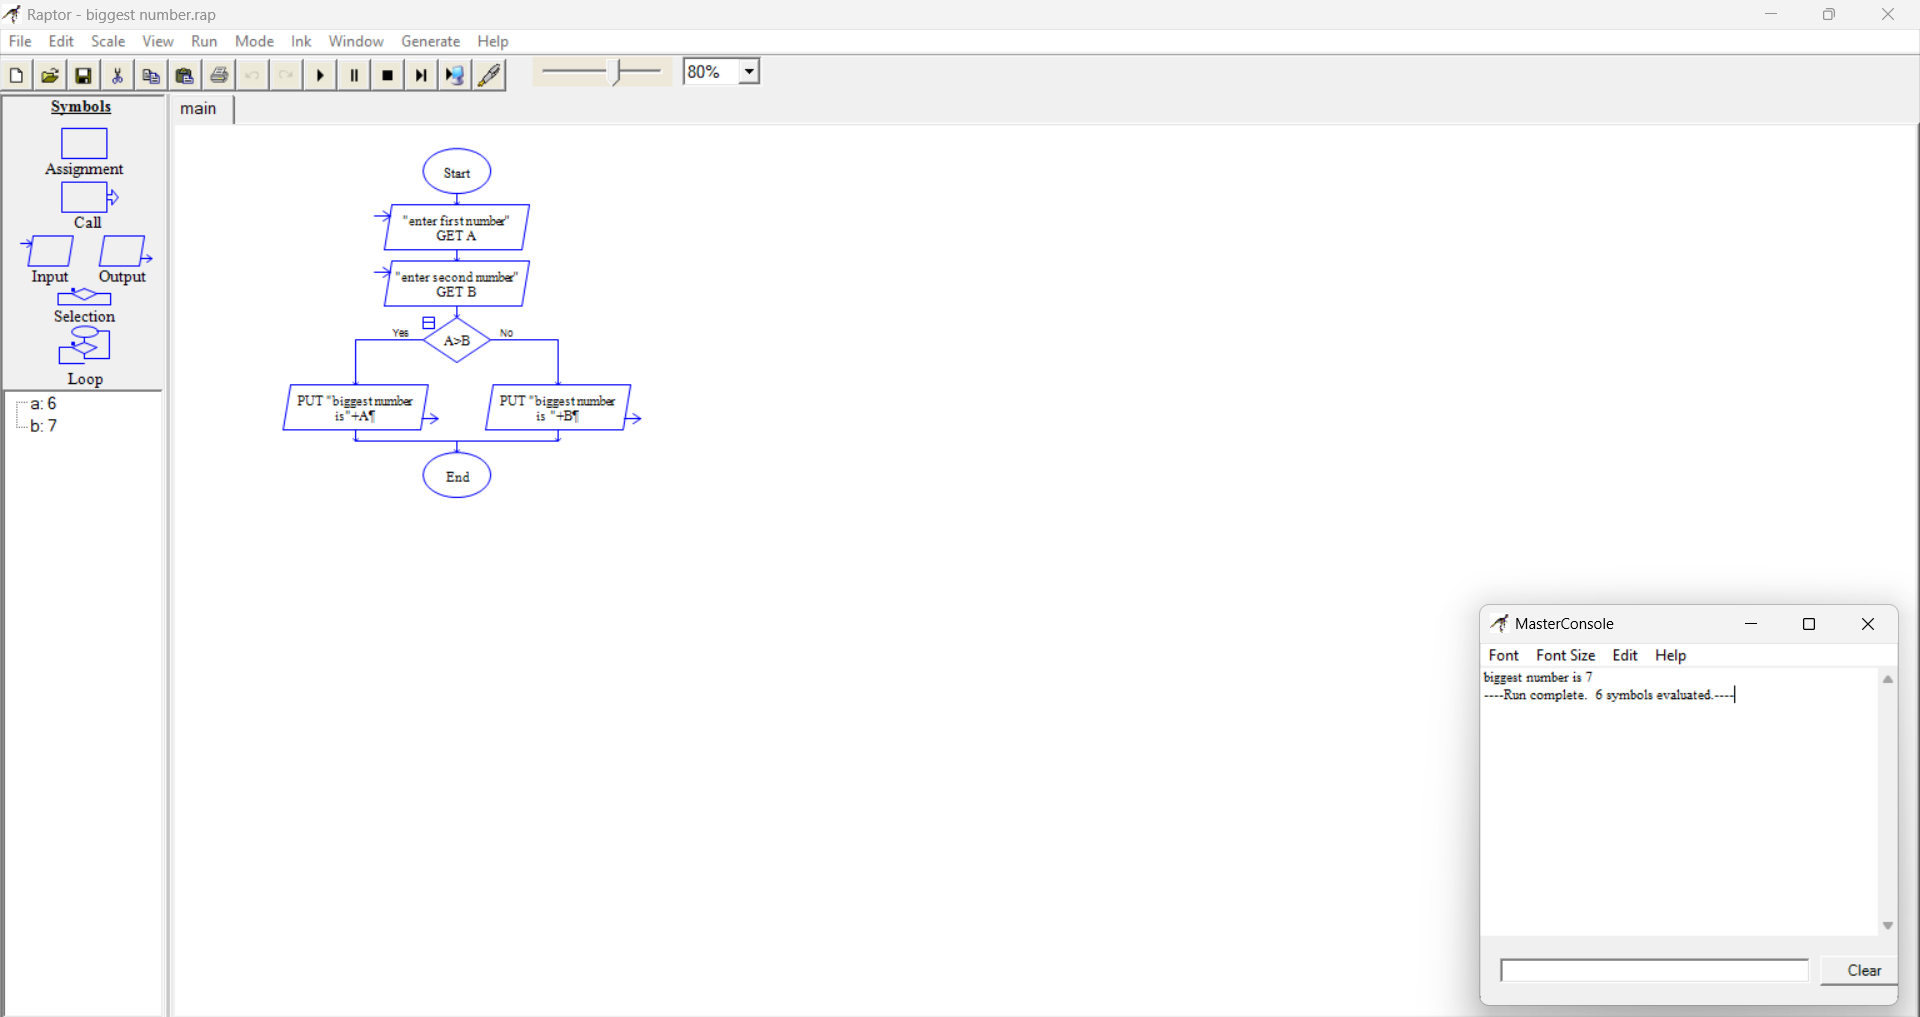 Raptor - biggest number.rap
File Edit Scale View Run Mode Ink Window Generate Help
80%
Symbols
Assignment
Call
Input Output
Selection
Loop
a: 6
b: 7
main
Start
"enter first number"
GET A
"enter second number"
GET B
Yes A>B No
PUT "biggest number
is"+A¶
PUT "biggest number
is "+B¶
End
MasterConsole
Font Font Size Edit Help
biggest number is 7
----Run complete.  6 symbols evaluated.----
Clear